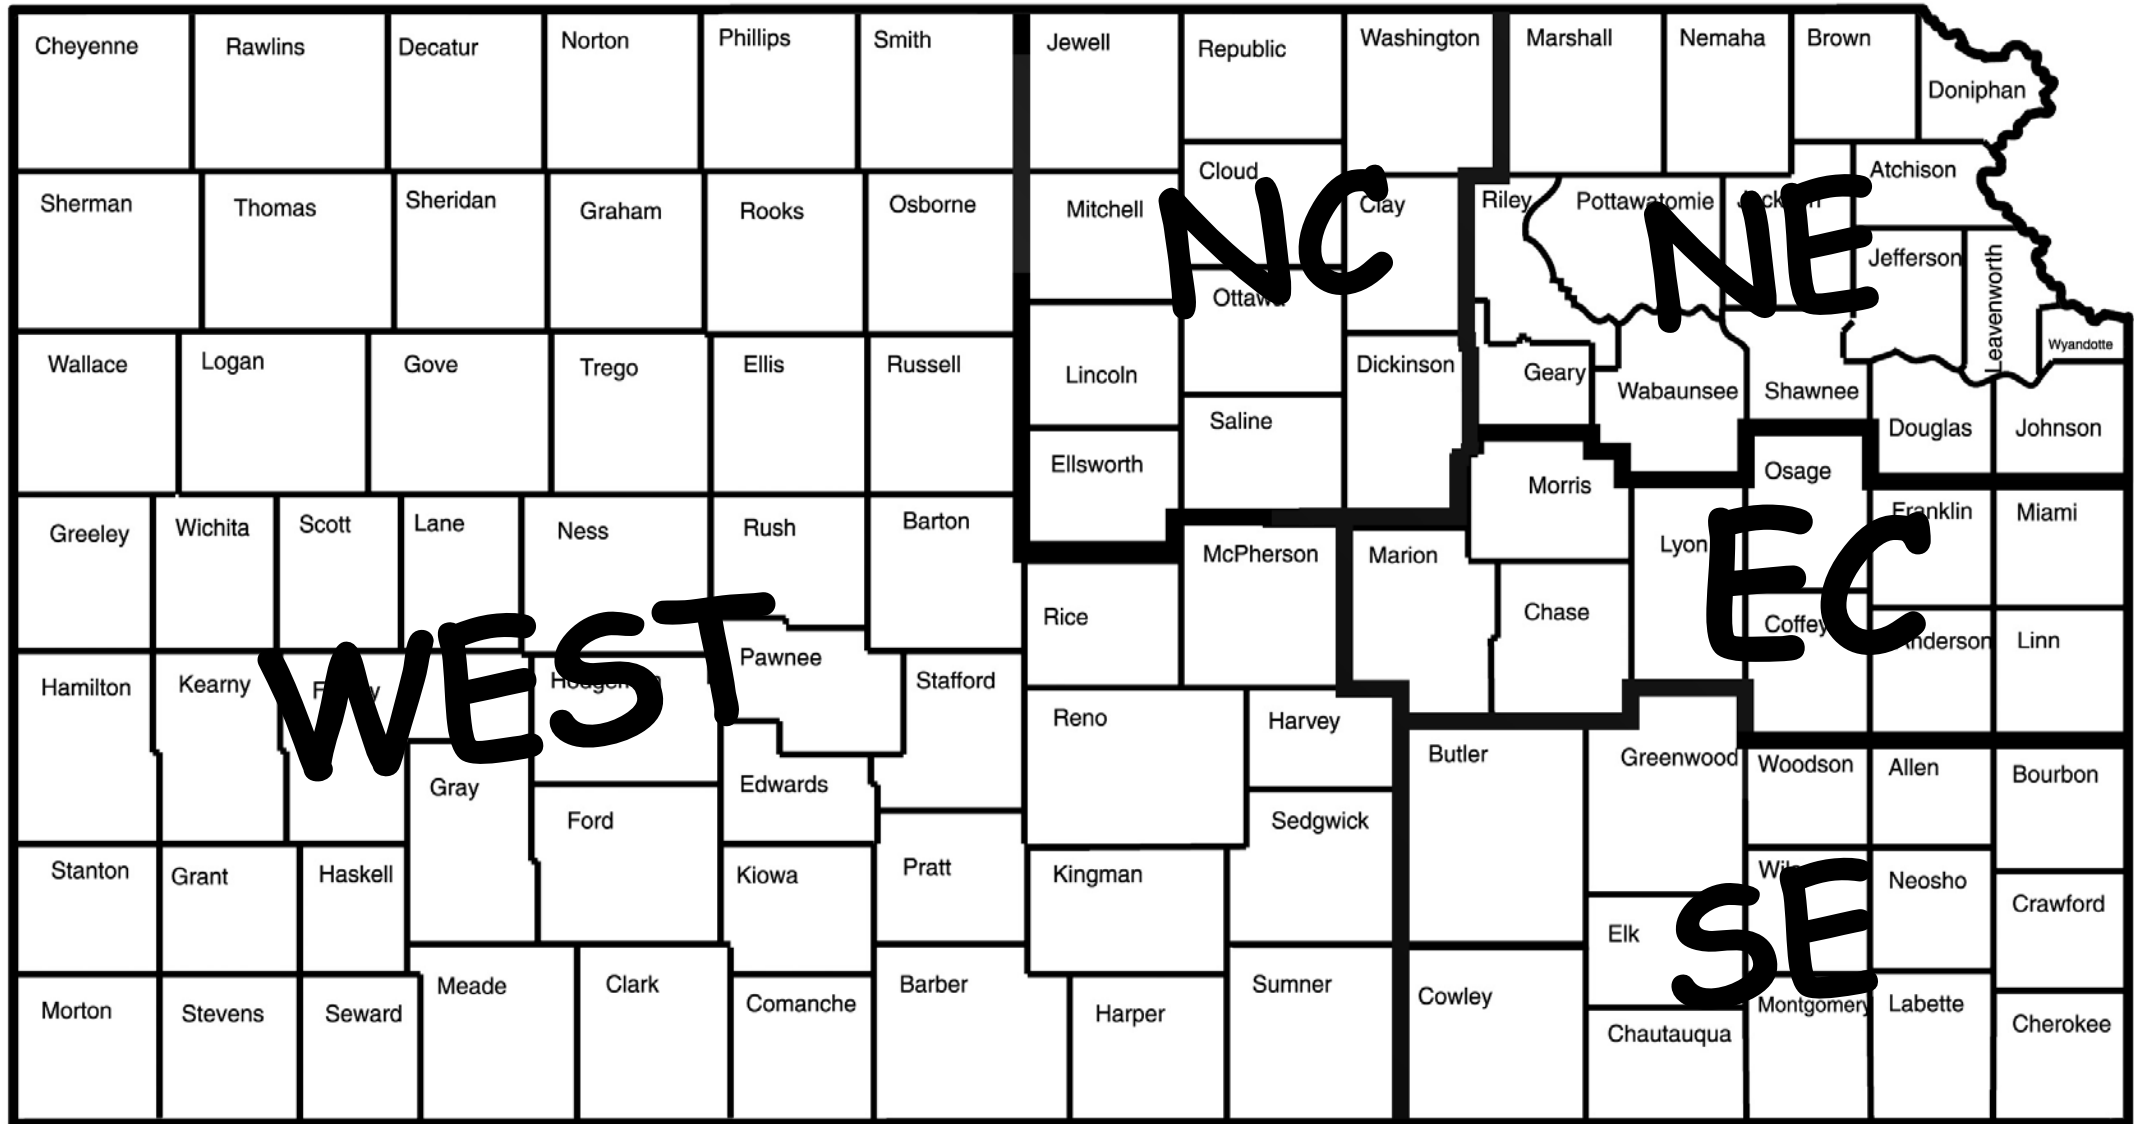 Cheyenne Rawlins Decatur Norton Phillips Smith Jewell Republic Washington Marshall Nemaha Brown
Doniphan
Sherman Thomas Sheridan Graham Rooks Osborne Mitchell Cloud Clay Riley Pottawatomie Atchison
NC NE
Ottawa Jefferson Leavenworth
Wallace Logan Gove Trego Ellis Russell Lincoln Dickinson Geary Wabaunsee Shawnee Wyandotte
Saline Douglas Johnson
Ellsworth Morris Osage
Greeley Wichita Scott Lane Ness Rush Barton McPherson Marion Lyon Franklin Miami
EC
Rice Chase Coffey Anderson Linn
WEST
Hamilton Kearny Pawnee Stafford Reno Harvey
Gray Ford Edwards Sedgwick Butler Greenwood Woodson Allen Bourbon
Stanton Grant Haskell Kiowa Pratt Kingman Neosho Crawford
SE
Elk
Morton Stevens Seward Meade Clark Comanche Barber Harper Sumner Cowley Chautauqua Montgomery Labette Cherokee